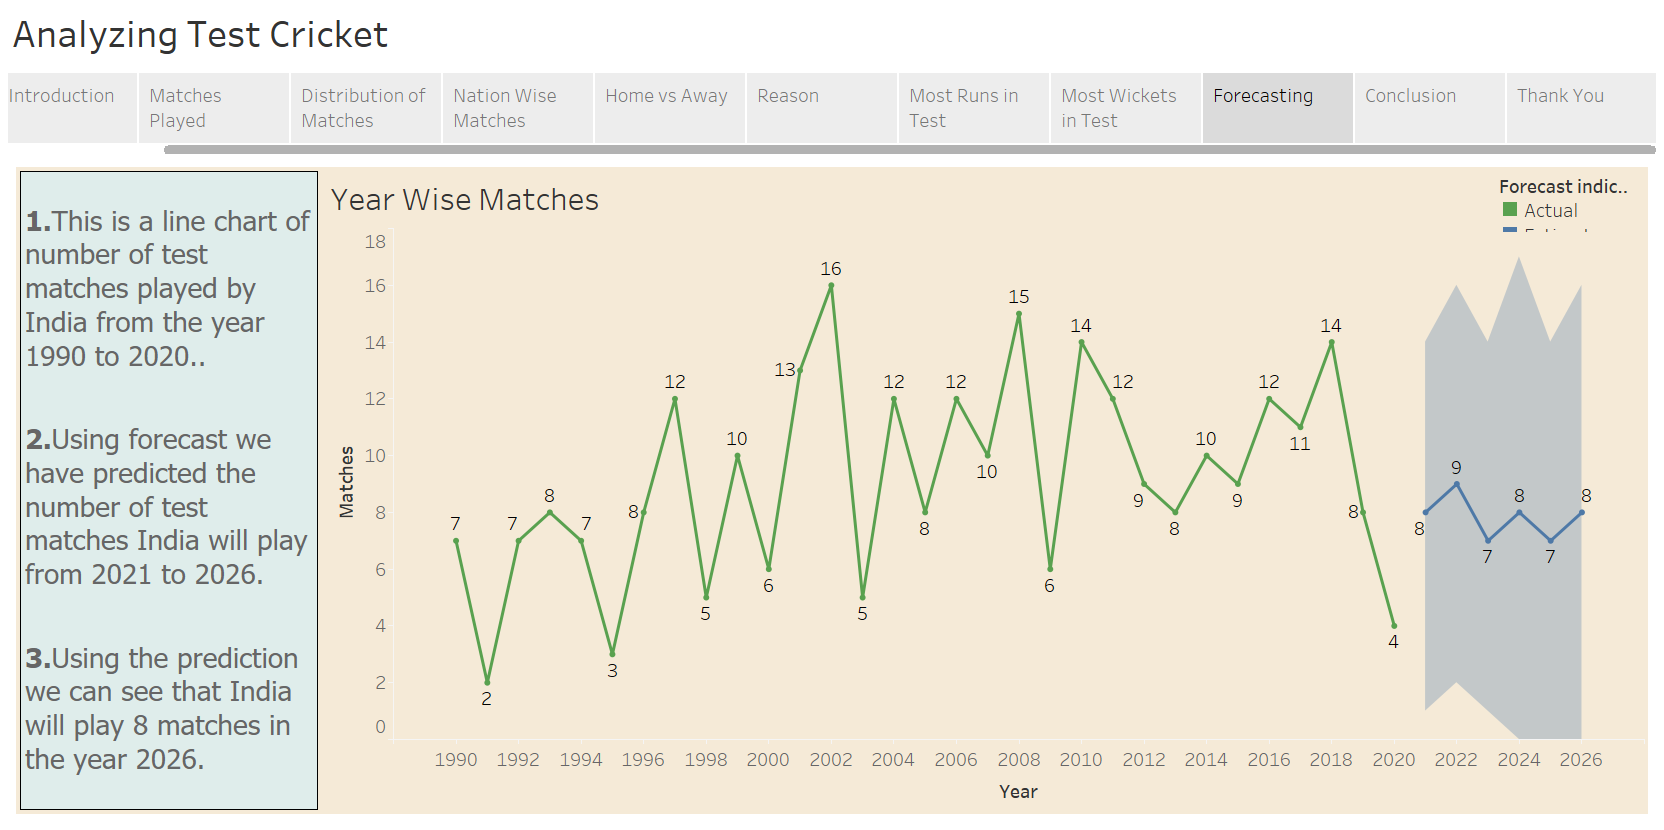 Analyzing Test Cricket
Introduction
Matches
Played
Distribution of
Matches
Nation Wise
Matches
Home vs Away
Reason
Most Runs in
Test
Most Wickets
in Test
Forecasting
Conclusion
Thank You
1.This is a line chart of
number of test
matches played by
India from the year
1990 to 2020..
2.Using forecast we
have predicted the
number of test
matches India will play
from 2021 to 2026.
3.Using the prediction
we can see that India
will play 8 matches in
the year 2026.
Year Wise Matches
Forecast indic..
Actual
Matches
18
16
14
12
10
8
6
4
2
0
7
2
7
8
7
3
8
12
5
10
6
13
16
5
12
8
12
10
15
6
14
12
9
8
10
9
12
11
14
8
4
8
9
7
8
7
8
1990 1992 1994 1996 1998 2000 2002 2004 2006 2008 2010 2012 2014 2016 2018 2020 2022 2024 2026
Year